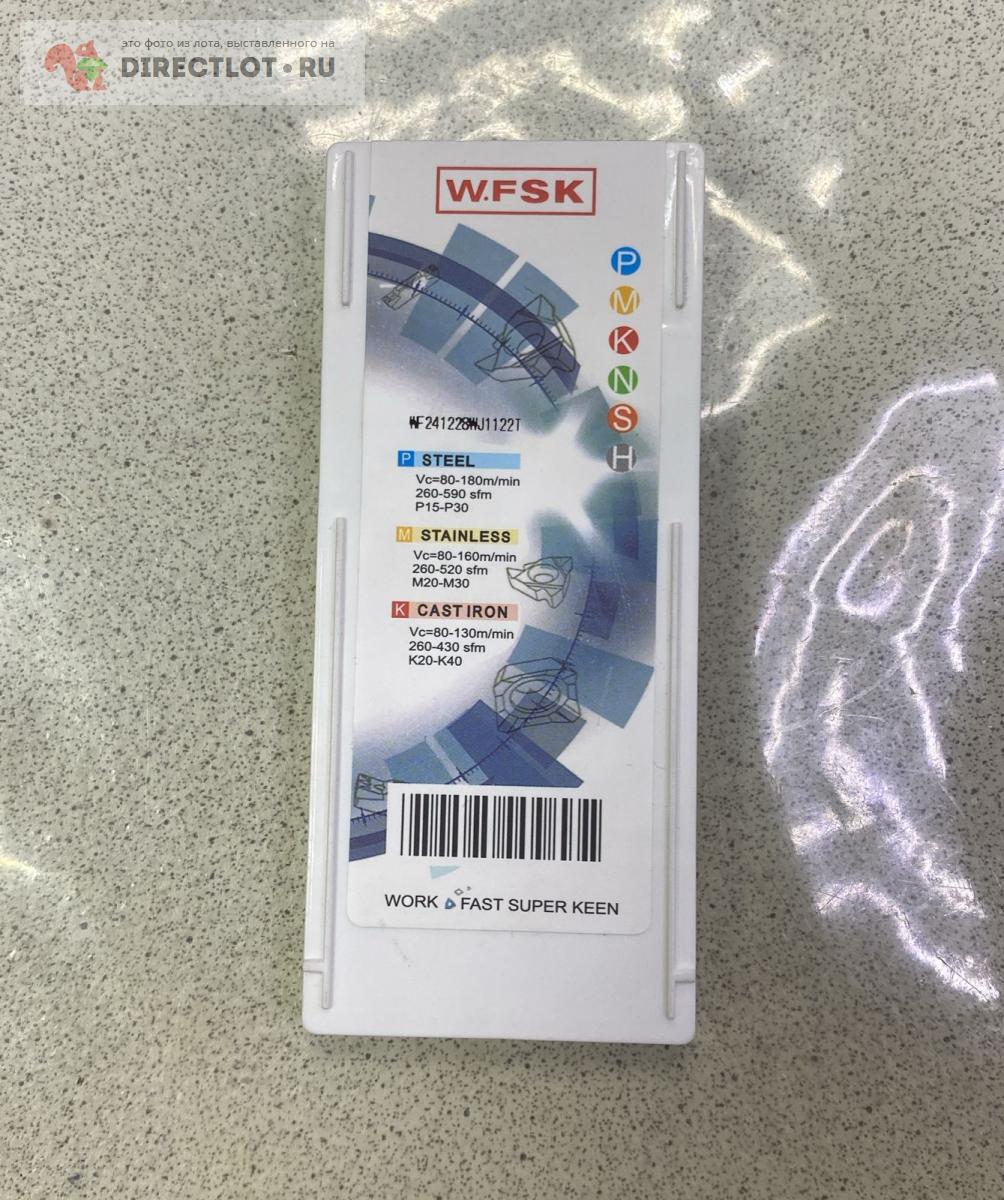 это фото из лота, выставленного на
DIRECTLOT.RU
W.FSK
P
M
K
N
S
H
WF241228WJ1122T
P STEEL
Vc=80-180m/min
260-590 sfm
P15-P30
M STAINLESS
Vc=80-160m/min
260-520 sfm
M20-M30
K CAST IRON
Vc=80-130m/min
260-430 sfm
K20-K40
WORK FAST SUPER KEEN